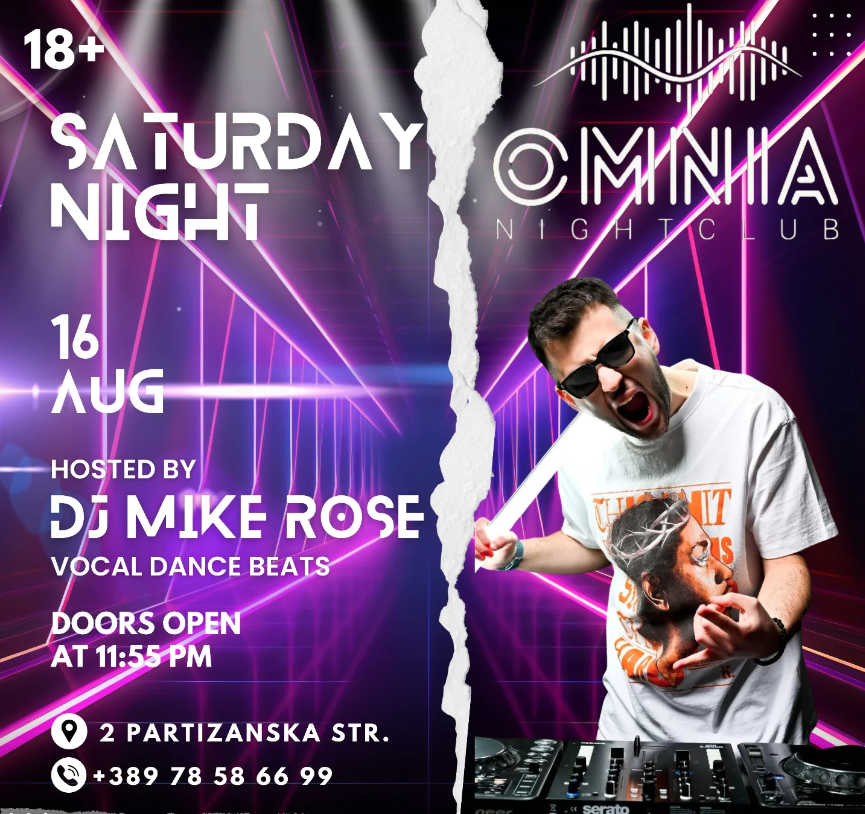 18+
SATURDAY
NIGHT
16
AUG
HOSTED BY
DJ MIKE ROSE
VOCAL DANCE BEATS
DOORS OPEN
AT 11:55 PM
2 PARTIZANSKA STR.
+389 78 58 66 99
OMNIA
NIGHTCLUB
serato